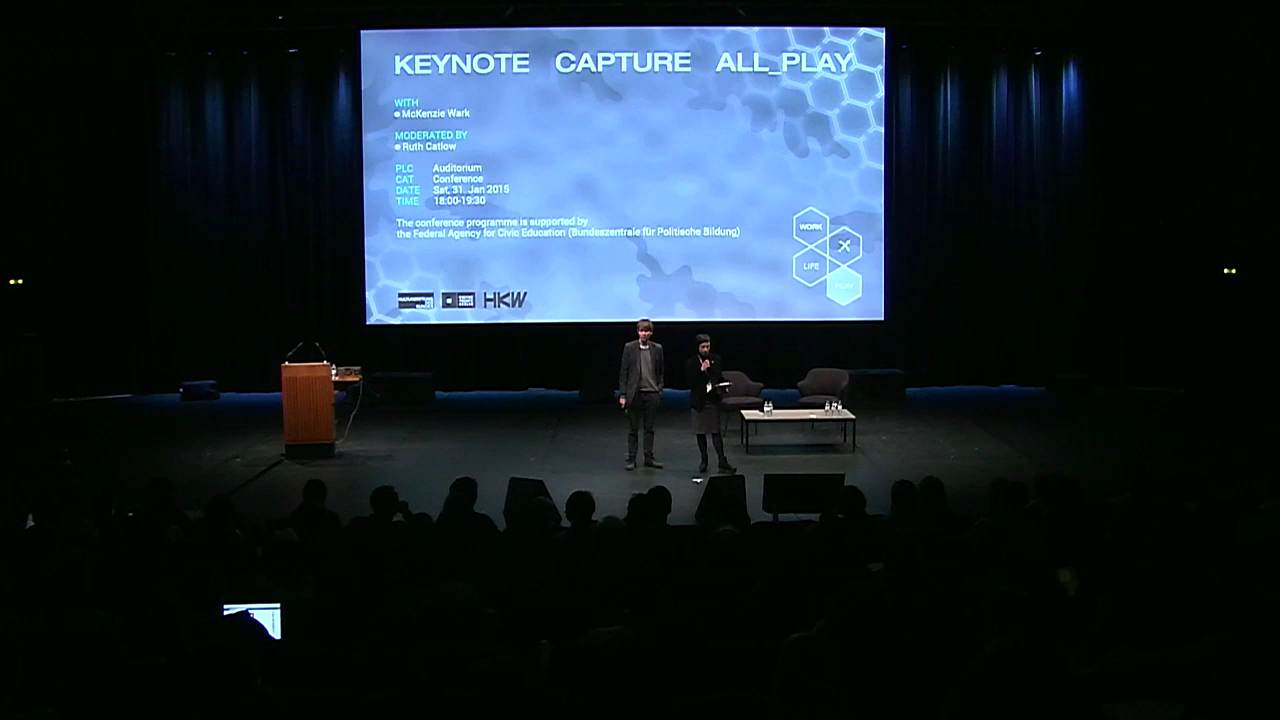 KEYNOTE CAPTURE ALL_PLAY
WITH
McKenzie Wark
MODERATED BY
Ruth Catlow
PLC Auditorium
CAT Conference
DATE Sat, 31. Jan 2015
TIME 18:00-19:30
The conference programme is supported by
the Federal Agency for Civic Education (Bundeszentrale für Politische Bildung)
WORK
LIFE
PLAY
HKW